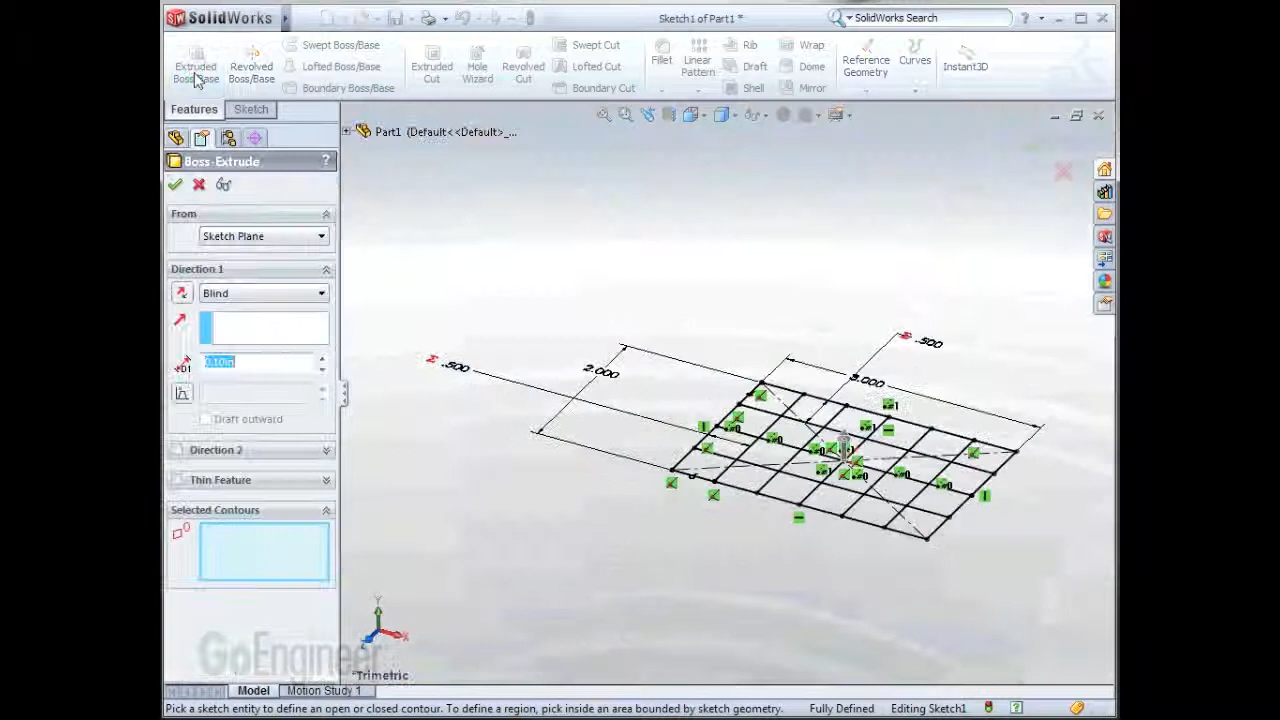 SolidWorks
Sketch1 of Part1 *
SolidWorks Search
Extruded Boss/Base
Revolved Boss/Base
Swept Boss/Base
Lofted Boss/Base
Boundary Boss/Base
Extruded Cut
Hole Wizard
Revolved Cut
Swept Cut
Lofted Cut
Boundary Cut
Fillet
Linear Pattern
Rib
Draft
Shell
Wrap
Dome
Mirror
Reference Geometry
Curves
Instant3D
Features
Sketch
Part1 (Default<<Default>_...
Boss-Extrude
?
From
Sketch Plane
Direction 1
Blind
D1
0.10in
Draft outward
Direction 2
Thin Feature
Selected Contours
Σ .500
2.000
3.000
Σ .500
Y
X
Z
*Trimetric
GoEngineer
Model
Motion Study 1
Pick a sketch entity to define an open or closed contour. To define a region, pick inside an area bounded by sketch geometry.
Fully Defined
Editing Sketch1